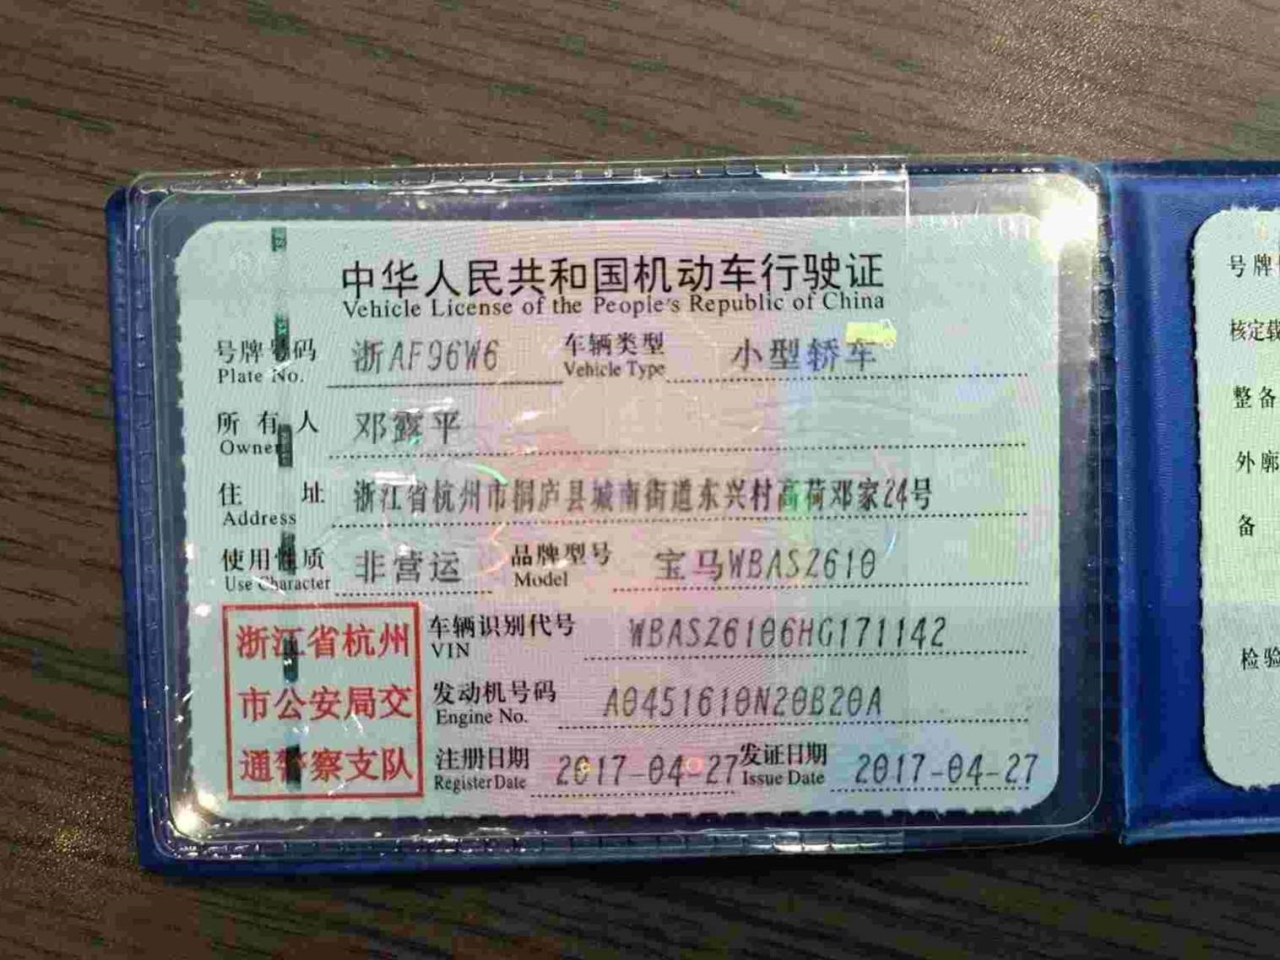 中华人民共和国机动车行驶证
Vehicle License of the People's Republic of China
号牌号码 浙AF96W6 车辆类型 小型轿车
Plate No. Vehicle Type
所有人 邓露平
Owner
住址 浙江省杭州市桐庐县城南街道东兴村高荷邓家24号
Address
使用性质 非营运 品牌型号 宝马WBASZ610
Use Character Model
浙江省杭州
市公安局交
通警察支队
车辆识别代号 WBASZ6106HG171142
VIN
发动机号码 A0451610N20B20A
Engine No.
注册日期 2017-04-27 发证日期 2017-04-27
Register Date Issue Date
号牌
核定载
整备
外廓
备
检验